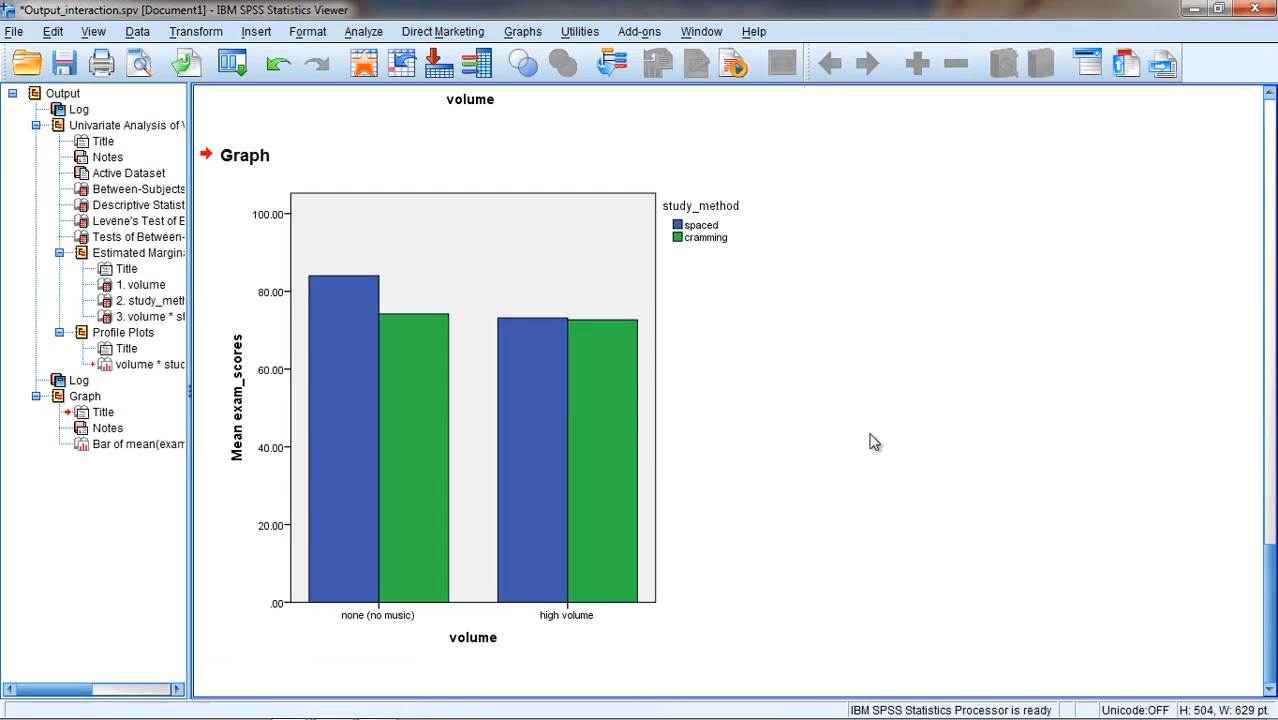 *Output_interaction.spv [Document1] - IBM SPSS Statistics Viewer
File Edit View Data Transform Insert Format Analyze Direct Marketing Graphs Utilities Add-ons Window Help
Output
Log
Univariate Analysis of V
Title
Notes
Active Dataset
Between-Subjects
Descriptive Statist
Levene's Test of E
Tests of Between-
Estimated Margina
Title
1. volume
2. study_meth
3. volume * st
Profile Plots
Title
volume * stud
Log
Graph
Title
Notes
Bar of mean(exam
volume
Graph
study_method
spaced
cramming
100.00
80.00
60.00
40.00
20.00
.00
Mean exam_scores
none (no music) high volume
volume
IBM SPSS Statistics Processor is ready Unicode:OFF H: 504, W: 629 pt.